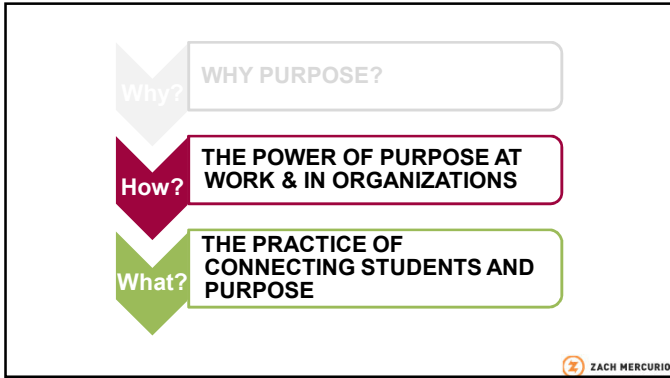 Why?
WHY PURPOSE?
How?
THE POWER OF PURPOSE AT
WORK & IN ORGANIZATIONS
What?
THE PRACTICE OF
CONNECTING STUDENTS AND
PURPOSE
ZACH MERCURIO